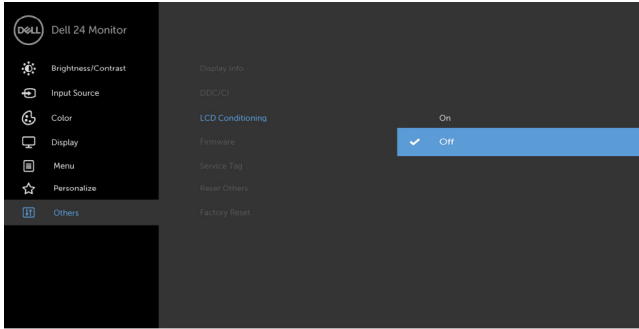 DELL Dell 24 Monitor
Brightness/Contrast
Input Source
Color
Display
Menu
Personalize
Others
Display Info
DDC/CI
LCD Conditioning
Firmware
Service Tag
Reset Others
Factory Reset
On
Off